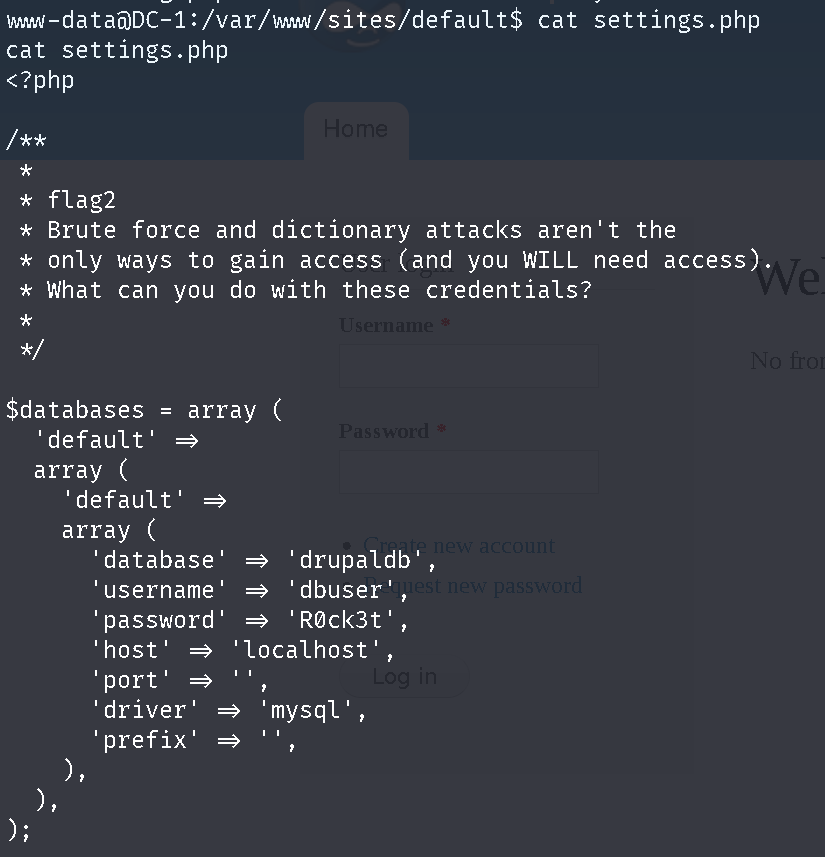 www-data@DC-1:/var/www/sites/default$ cat settings.php
cat settings.php
<?php
/**
*
* flag2
* Brute force and dictionary attacks aren't the
* only ways to gain access (and you WILL need access).
* What can you do with these credentials?
*
*/
$databases = array (
'default' =>
array (
'default' =>
array (
'database' => 'drupaldb',
'username' => 'dbuser',
'password' => 'R0ck3t',
'host' => 'localhost',
'port' => '',
'driver' => 'mysql',
'prefix' => '',
),
),
);
Home
User login
Username *
Password *
Create new account
Request new password
Log in
No